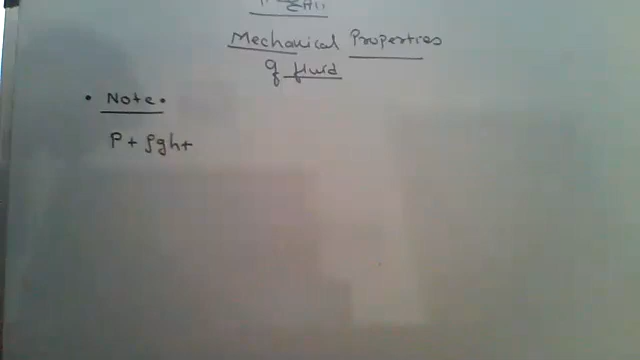 Mechanical Properties
of fluid
• Note •
P + ρgh +